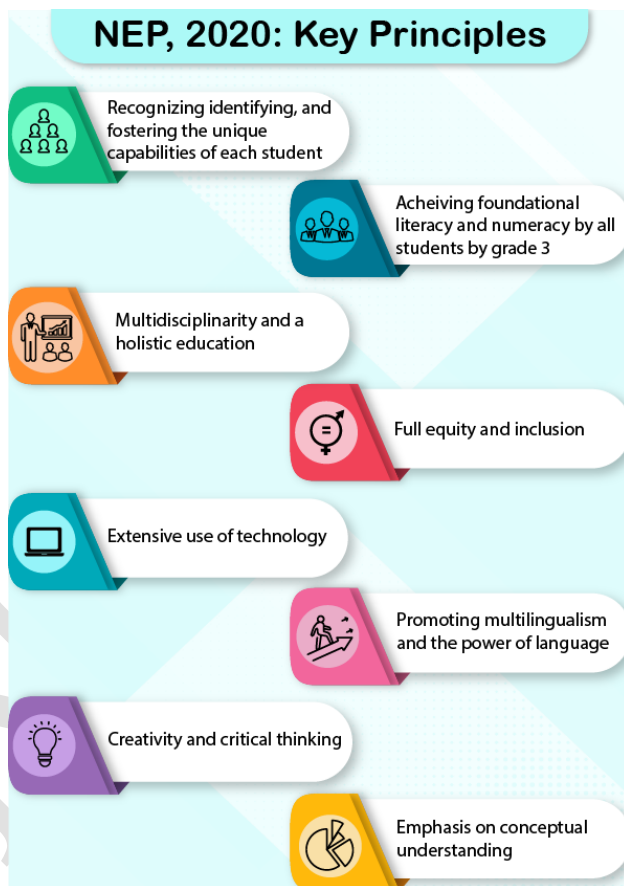 NEP, 2020: Key Principles
Recognizing identifying, and
fostering the unique
capabilities of each student
Acheiving foundational
literacy and numeracy by all
students by grade 3
Multidisciplinarity and a
holistic education
Full equity and inclusion
Extensive use of technology
Promoting multilingualism
and the power of language
Creativity and critical thinking
Emphasis on conceptual
understanding